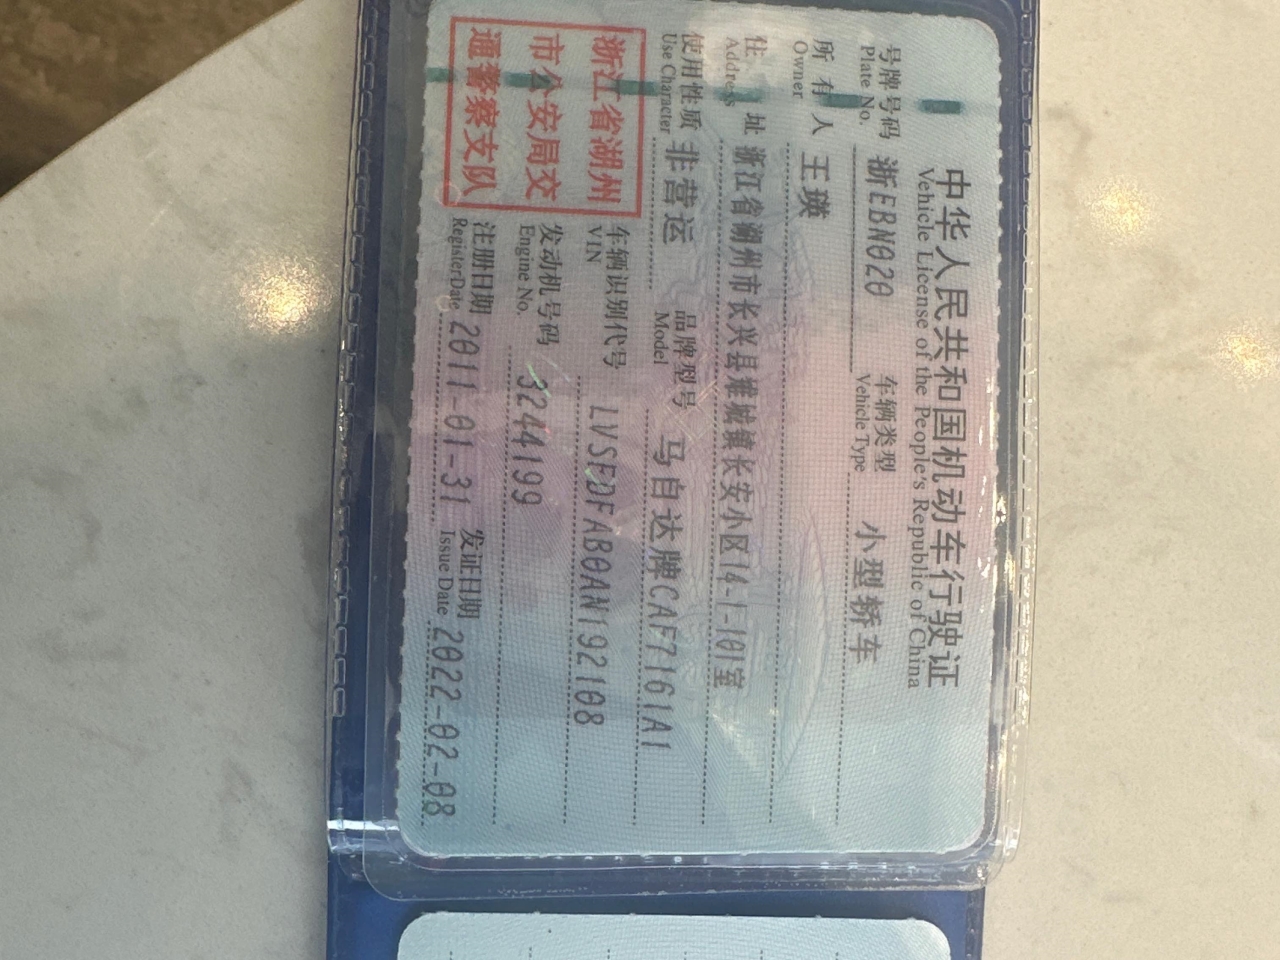 中华人民共和国机动车行驶证
Vehicle License of the People's Republic of China
号牌号码 浙EBN020 车辆类型 小型轿车
Plate No. Vehicle Type
所有人 王瑛
Owner
住址 浙江省湖州市长兴县雉城镇长安小区14-1-101室
Address
使用性质 非营运 品牌型号 马自达牌CAF7161A1
Use Character Model
浙江省湖州
市公安局交
通警察支队
车辆识别代号 LVSFDFAB0AN192108
VIN
发动机号码 3244199
Engine No.
注册日期 2011-01-31 发证日期 2022-02-08
Register Date Issue Date